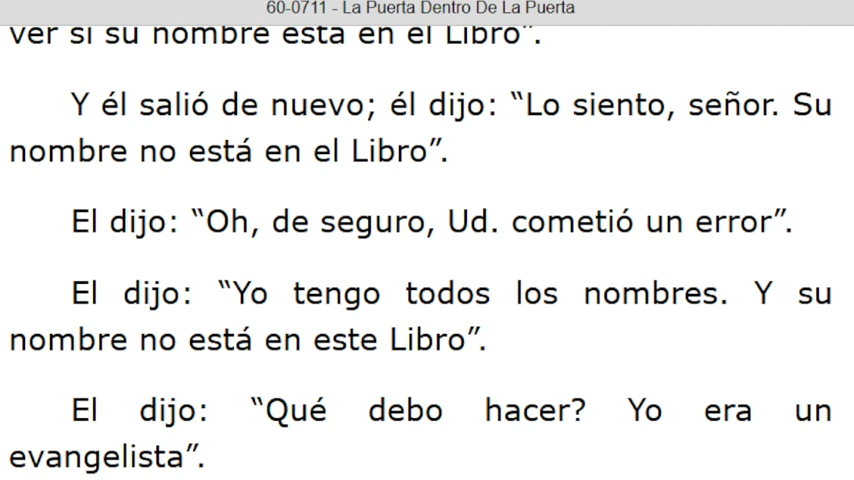 60-0711 - La Puerta Dentro De La Puerta
ver si su nombre está en el Libro”.
Y él salió de nuevo; él dijo: “Lo siento, señor. Su
nombre no está en el Libro”.
El dijo: “Oh, de seguro, Ud. cometió un error”.
El dijo: “Yo tengo todos los nombres. Y su
nombre no está en este Libro”.
El dijo: “Qué debo hacer? Yo era un
evangelista”.